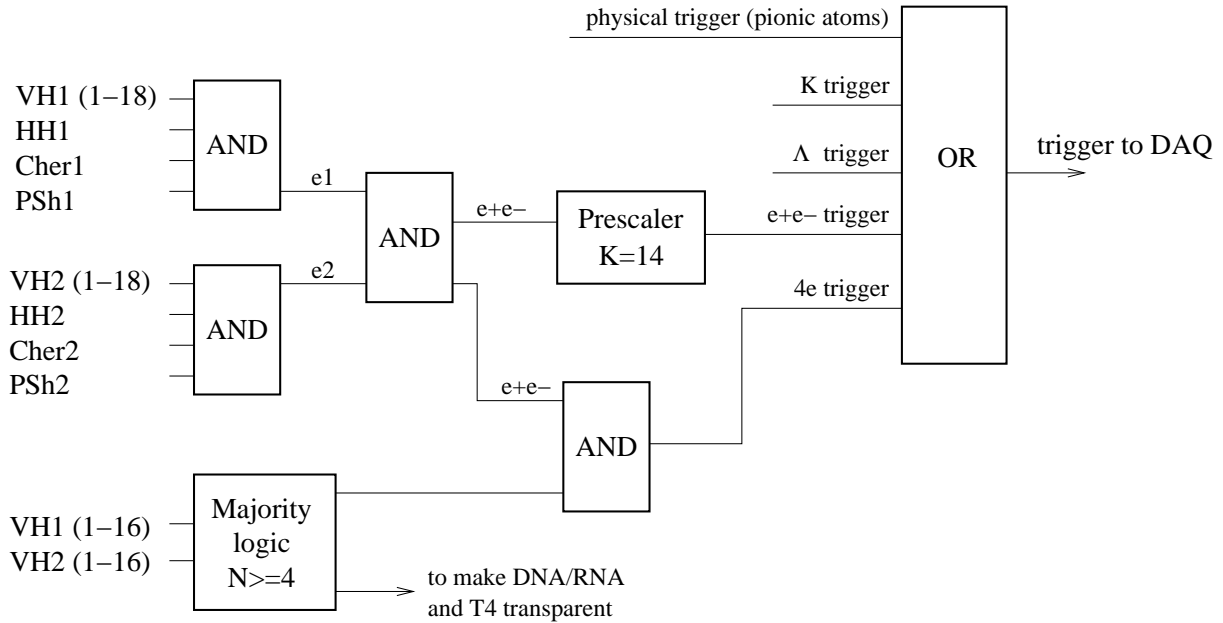 physical trigger (pionic atoms)
VH1 (1−18)
HH1
Cher1
PSh1
AND
e1
K trigger
Λ trigger
OR
trigger to DAQ
AND
e+e−
Prescaler
K=14
e+e− trigger
VH2 (1−18)
HH2
Cher2
PSh2
AND
e2
4e trigger
e+e−
AND
VH1 (1−16)
VH2 (1−16)
Majority
logic
N>=4
to make DNA/RNA
and T4 transparent